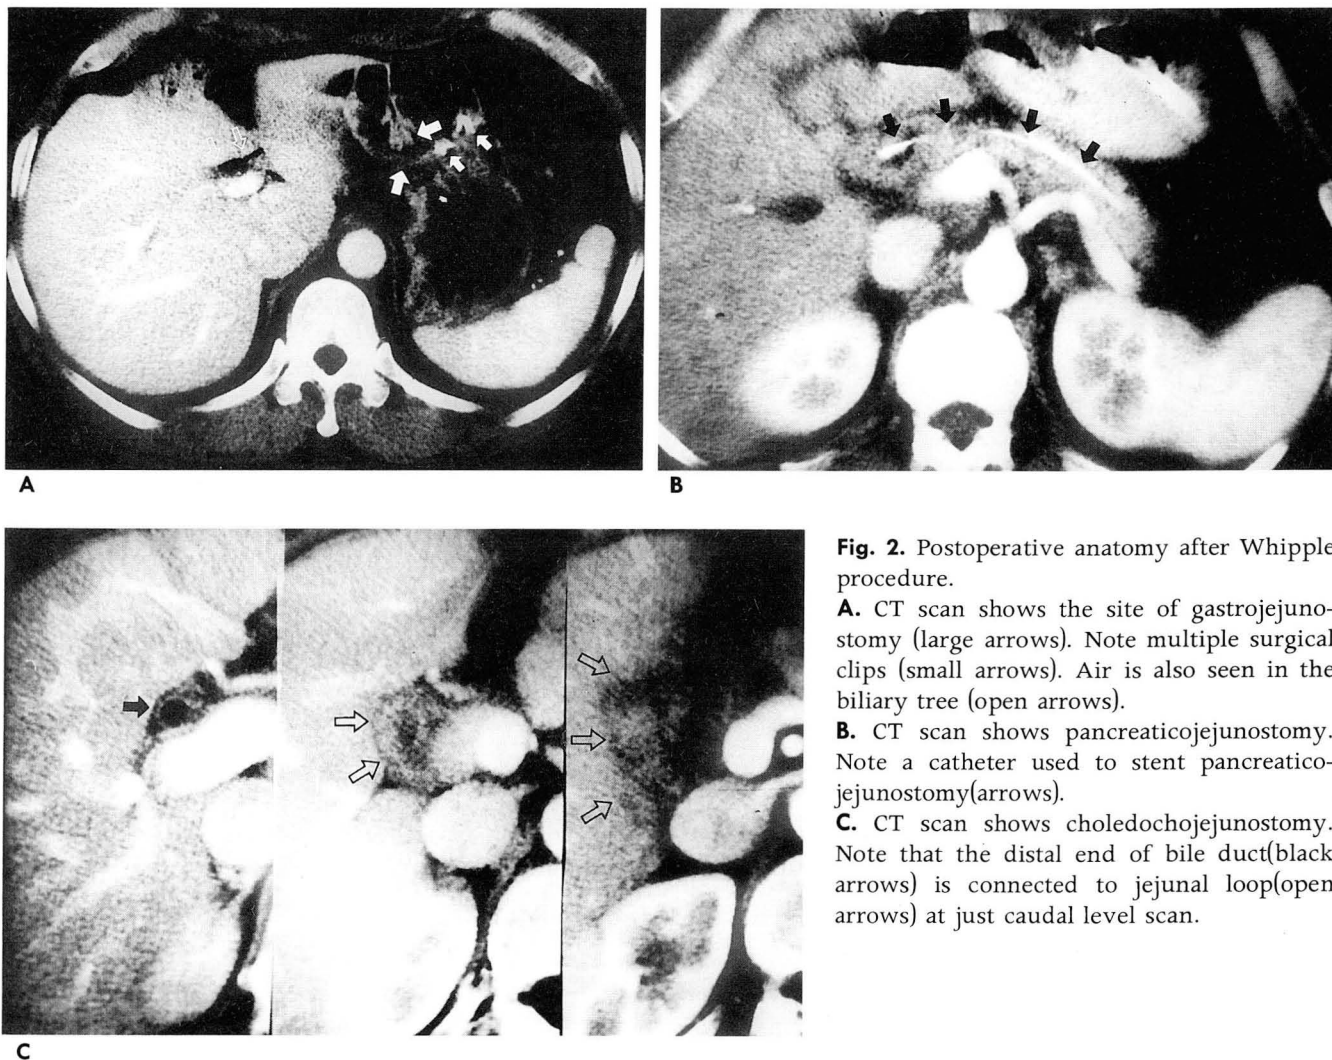 A
B
C
Fig. 2. Postoperative anatomy after Whipple
procedure.
A. CT scan shows the site of gastrojejuno-
stomy (large arrows). Note multiple surgical
clips (small arrows). Air is also seen in the
biliary tree (open arrows).
B. CT scan shows pancreaticojejunostomy.
Note a catheter used to stent pancreatico-
jejunostomy(arrows).
C. CT scan shows choledochojejunostomy.
Note that the distal end of bile duct(black
arrows) is connected to jejunal loop(open
arrows) at just caudal level scan.